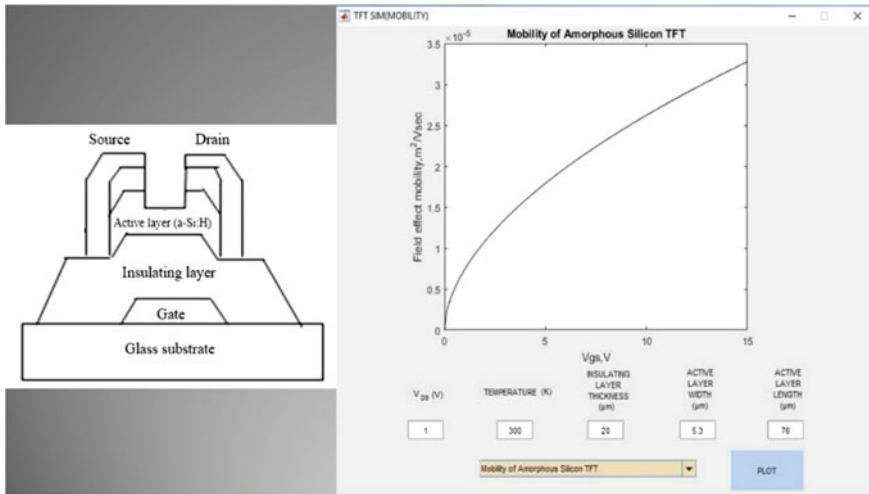 TFT SIM(MOBILITY)
Source Drain
Active layer (a-Si:H)
Insulating layer
Gate
Glass substrate
Mobility of Amorphous Silicon TFT
×10⁻⁵
3.5
3
2.5
2
1.5
1
0.5
0
Field effect mobility,m²/Vsec
0 5 10 15
Vgs,V
V DS (V)
1
TEMPERATURE (K)
300
INSULATING
LAYER
THICKNESS
(µm)
20
ACTIVE
LAYER
WIDTH
(µm)
5.3
ACTIVE
LAYER
LENGTH
(µm)
76
Mobility of Amorphous Silicon TFT
PLOT